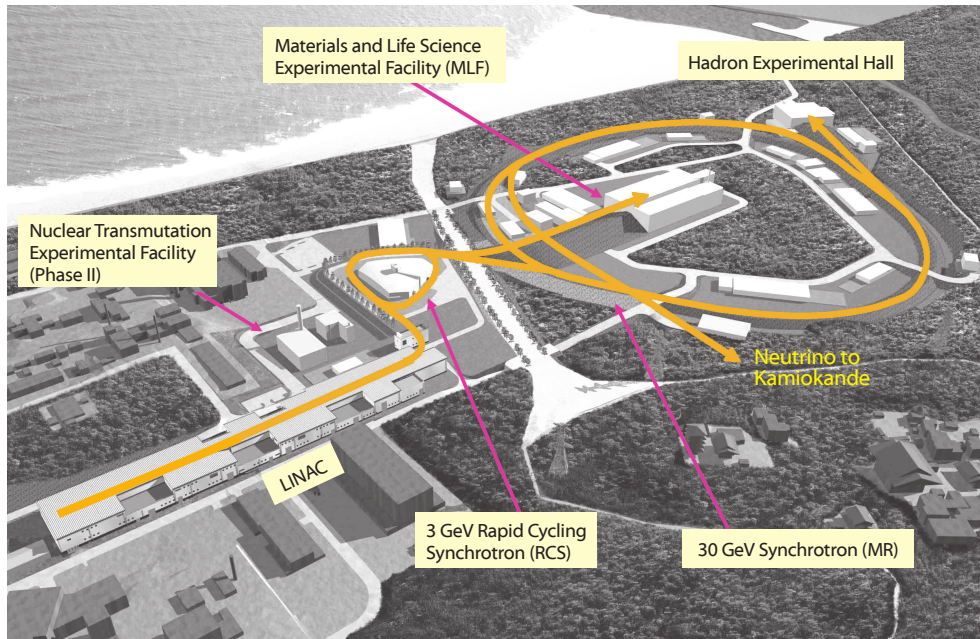 Materials and Life Science
Experimental Facility (MLF)
Hadron Experimental Hall
Nuclear Transmutation
Experimental Facility
(Phase II)
Neutrino to
Kamiokande
LINAC
3 GeV Rapid Cycling
Synchrotron (RCS)
30 GeV Synchrotron (MR)